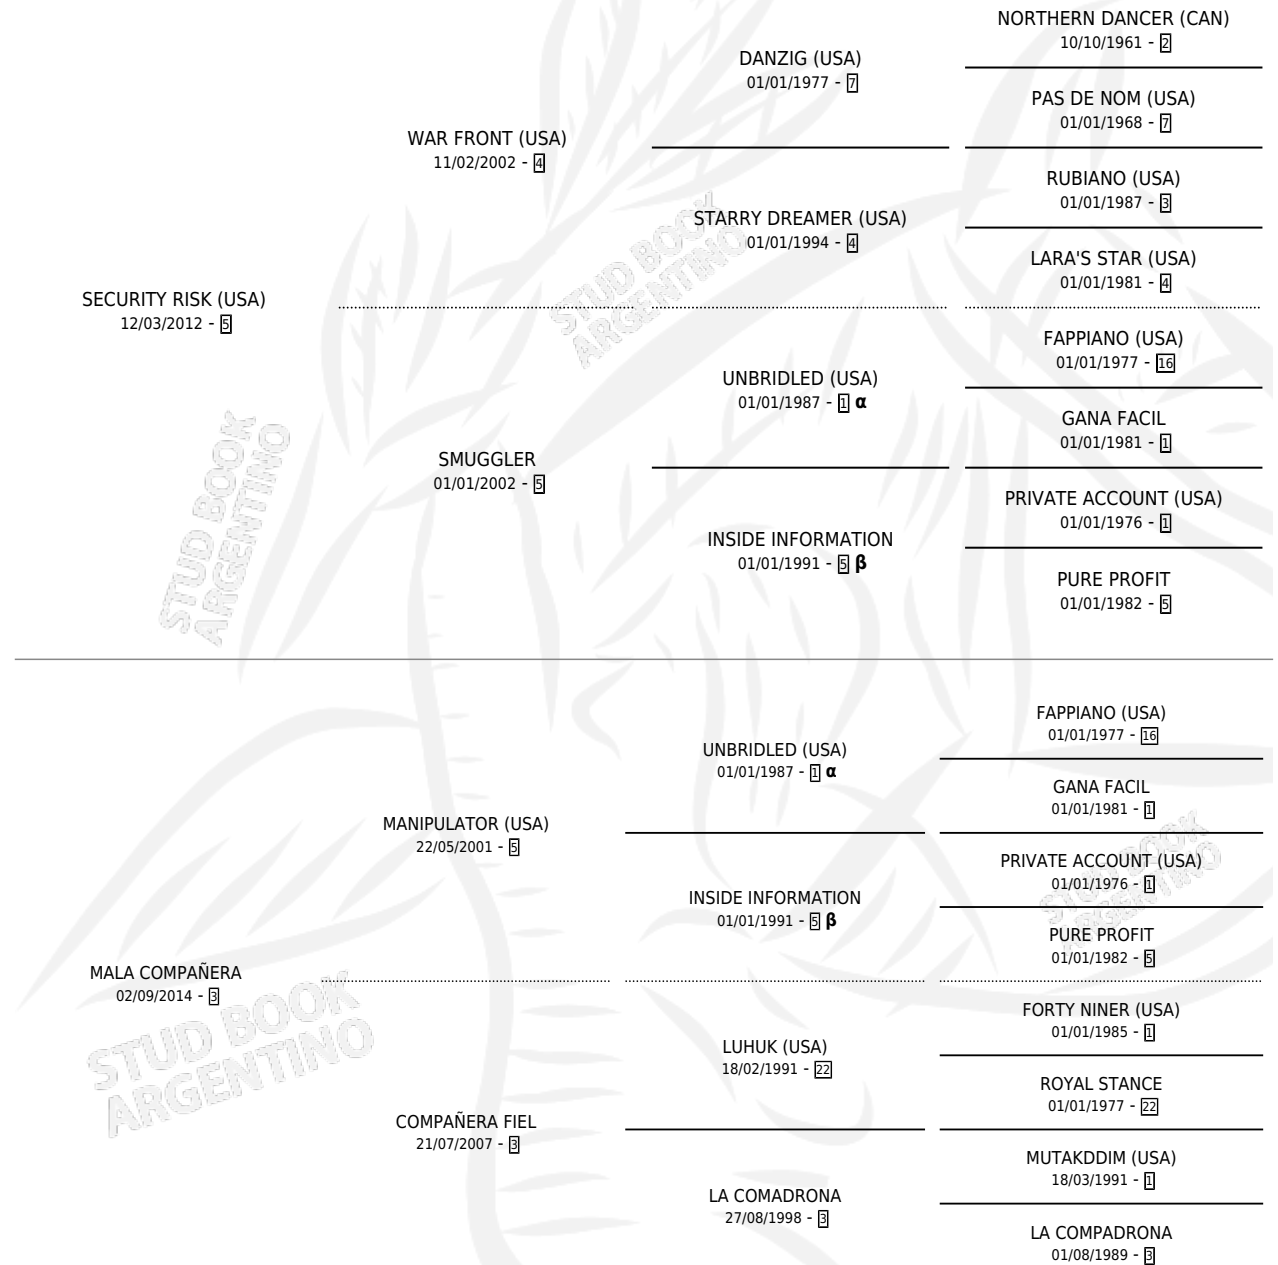 NORTHERN DANCER (CAN)
10/10/1961 - 2
DANZIG (USA)
01/01/1977 - 7
PAS DE NOM (USA)
01/01/1968 - 7
WAR FRONT (USA)
11/02/2002 - 4
RUBIANO (USA)
01/01/1987 - 3
STARRY DREAMER (USA)
01/01/1994 - 4
LARA'S STAR (USA)
01/01/1981 - 4
SECURITY RISK (USA)
12/03/2012 - 5
FAPPIANO (USA)
01/01/1977 - 16
UNBRIDLED (USA)
01/01/1987 - 1 α
GANA FACIL
01/01/1981 - 1
SMUGGLER
01/01/2002 - 5
PRIVATE ACCOUNT (USA)
01/01/1976 - 1
INSIDE INFORMATION
01/01/1991 - 5 β
PURE PROFIT
01/01/1982 - 5
FAPPIANO (USA)
01/01/1977 - 16
UNBRIDLED (USA)
01/01/1987 - 1 α
GANA FACIL
01/01/1981 - 1
MANIPULATOR (USA)
22/05/2001 - 5
PRIVATE ACCOUNT (USA)
01/01/1976 - 1
INSIDE INFORMATION
01/01/1991 - 5 β
PURE PROFIT
01/01/1982 - 5
MALA COMPAÑERA
02/09/2014 - 3
FORTY NINER (USA)
01/01/1985 - 1
LUHUK (USA)
18/02/1991 - 22
ROYAL STANCE
01/01/1977 - 22
COMPAÑERA FIEL
21/07/2007 - 3
MUTAKDDIM (USA)
18/03/1991 - 1
LA COMADRONA
27/08/1998 - 3
LA COMPADRONA
01/08/1989 - 3
STUD BOOK
ARGENTINO
STUD BOOK
ARGENTINO
STUD BOOK
ARGENTINO
STUD BOOK
ARGENTINO